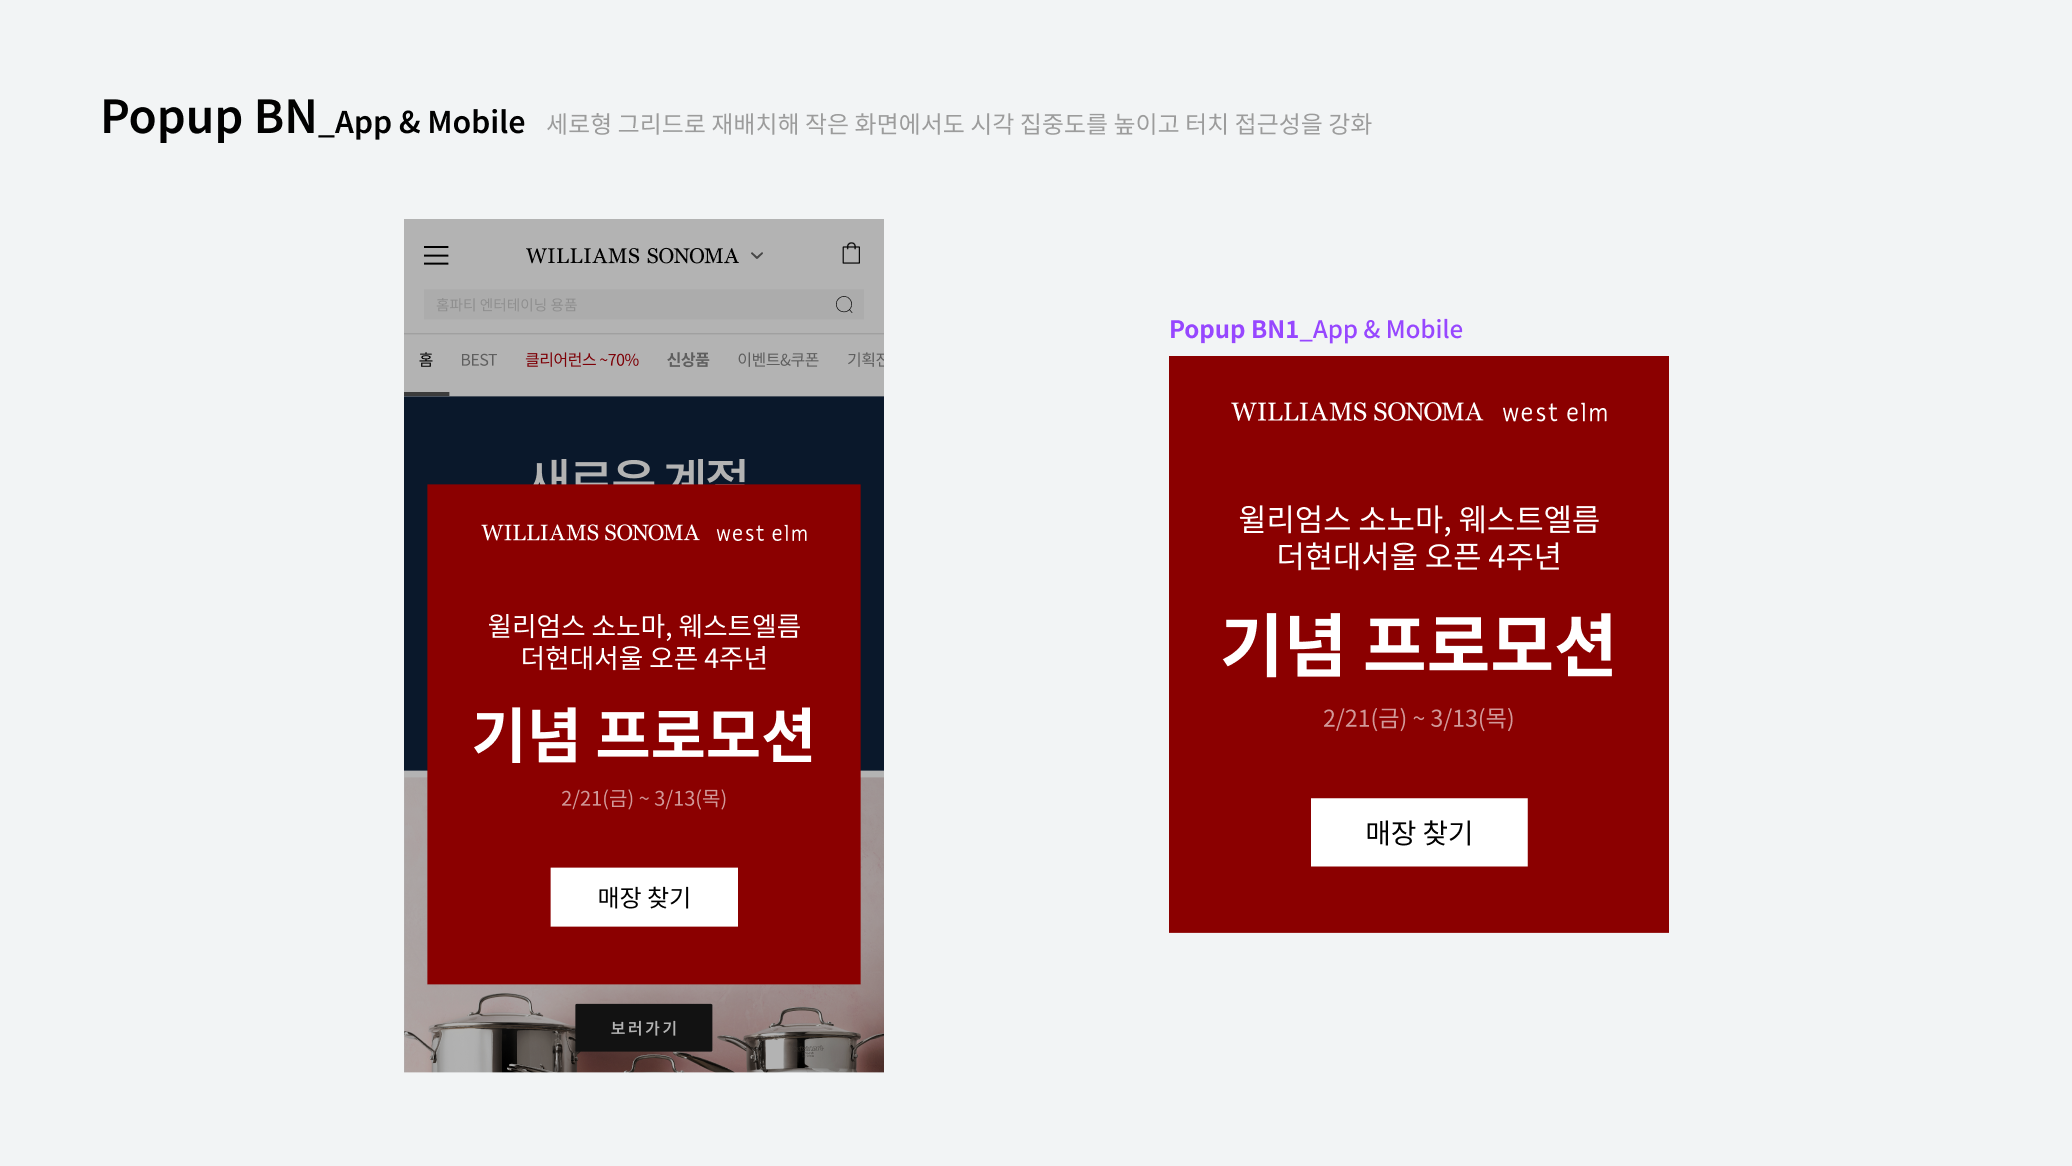 Popup BN_App & Mobile 세로형 그리드로 재배치해 작은 화면에서도 시각 집중도를 높이고 터치 접근성을 강화
WILLIAMS SONOMA
홈파티 엔터테이닝 용품
홈 BEST 클리어런스 ~70% 신상품 이벤트&쿠폰 기획전
새로운 계절
WILLIAMS SONOMA west elm
윌리엄스 소노마, 웨스트엘름
더현대서울 오픈 4주년
기념 프로모션
2/21(금) ~ 3/13(목)
매장 찾기
보러가기
Popup BN1_App & Mobile
WILLIAMS SONOMA west elm
윌리엄스 소노마, 웨스트엘름
더현대서울 오픈 4주년
기념 프로모션
2/21(금) ~ 3/13(목)
매장 찾기